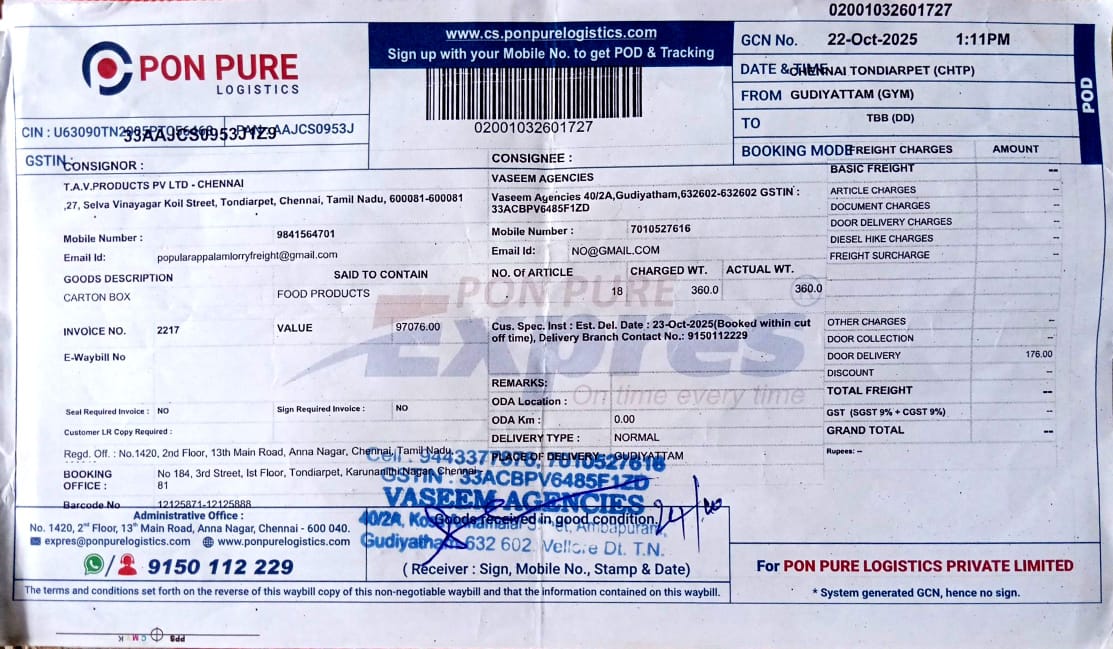 02001032601727
PON PURE
LOGISTICS
www.cs.ponpurelogistics.com
Sign up with your Mobile No. to get POD & Tracking
02001032601727
GCN No. 22-Oct-2025 1:11PM
DATE & TIME CHENNAI TONDIARPET (CHTP)
FROM GUDIYATTAM (GYM)
TO TBB (DD)
BOOKING MODE
POD
CIN : U63090TN PAN: AAJCS0953J
GSTIN: 33AAJCS0953J1Z9
CONSIGNOR :
T.A.V.PRODUCTS PV LTD - CHENNAI
,27, Selva Vinayagar Koil Street, Tondiarpet, Chennai, Tamil Nadu, 600081-600081
Mobile Number : 9841564701
Email Id: popularappalamlorryfreight@gmail.com
CONSIGNEE :
VASEEM AGENCIES
Vaseem Agencies 40/2A,Gudiyatham,632602-632602 GSTIN :
33ACBPV6485F1ZD
Mobile Number : 7010527616
Email Id: NO@GMAIL.COM
GOODS DESCRIPTION SAID TO CONTAIN NO. Of ARTICLE CHARGED WT. ACTUAL WT.
CARTON BOX FOOD PRODUCTS 18 360.0 360.0
PON PURE
Expres
On time every time
INVOICE NO. 2217 VALUE 97076.00
E-Waybill No
Cus. Spec. Inst : Est. Del. Date : 23-Oct-2025(Booked within cut
off time), Delivery Branch Contact No.: 9150112229
REMARKS:
ODA Location :
ODA Km : 0.00
DELIVERY TYPE : NORMAL
PLACE OF DELIVERY : GUDIYATTAM
Seal Required Invoice : NO Sign Required Invoice : NO
Customer LR Copy Required :
Regd. Off. : No.1420, 2nd Floor, 13th Main Road, Anna Nagar, Chennai, Tamil Nadu.
BOOKING OFFICE : No 184, 3rd Street, Ist Floor, Tondiarpet, Karunanithi Nagar, Chennai-
81
Barcode No 12125871-12125888
FREIGHT CHARGES AMOUNT
BASIC FREIGHT --
ARTICLE CHARGES --
DOCUMENT CHARGES --
DOOR DELIVERY CHARGES --
DIESEL HIKE CHARGES --
FREIGHT SURCHARGE --
OTHER CHARGES --
DOOR COLLECTION --
DOOR DELIVERY 176.00
DISCOUNT --
TOTAL FREIGHT --
GST (SGST 9% + CGST 9%) --
GRAND TOTAL --
Rupees: --
Administrative Office :
No. 1420, 2nd Floor, 13th Main Road, Anna Nagar, Chennai - 600 040.
expres@ponpurelogistics.com www.ponpurelogistics.com
9150 112 229
7010527616
GSTIN : 33ACBPV6485F1ZD
VASEEM AGENCIES
40/2A,
Gudiyatham 632 602. Vellore Dt. T.N.
Goods received in good condition.
( Receiver : Sign, Mobile No., Stamp & Date)
For PON PURE LOGISTICS PRIVATE LIMITED
* System generated GCN, hence no sign.
The terms and conditions set forth on the reverse of this waybill copy of this non-negotiable waybill and that the information contained on this waybill.